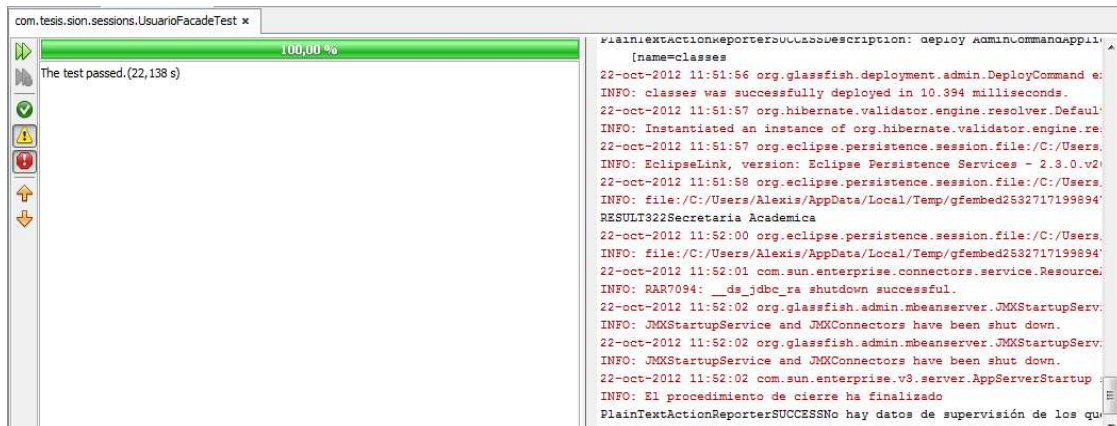 com.tesis.sion.sessions.UsuarioFacadeTest ×
100,00 %
The test passed.(22,138 s)
PlainTextActionReporterSUCCESSDescription: deploy AdminCommandAppli
[name=classes
22-oct-2012 11:51:56 org.glassfish.deployment.admin.DeployCommand e
INFO: classes was successfully deployed in 10.394 milliseconds.
22-oct-2012 11:51:57 org.hibernate.validator.engine.resolver.Defaul
INFO: Instantiated an instance of org.hibernate.validator.engine.re
22-oct-2012 11:51:57 org.eclipse.persistence.session.file:/C:/Users
INFO: EclipseLink, version: Eclipse Persistence Services - 2.3.0.v2
22-oct-2012 11:51:58 org.eclipse.persistence.session.file:/C:/Users
INFO: file:/C:/Users/Alexis/AppData/Local/Temp/gfembed2532717199894
RESULT322Secretaria Academica
22-oct-2012 11:52:00 org.eclipse.persistence.session.file:/C:/Users
INFO: file:/C:/Users/Alexis/AppData/Local/Temp/gfembed2532717199894
22-oct-2012 11:52:01 com.sun.enterprise.connectors.service.Resource
INFO: RAR7094: __ds_jdbc_ra shutdown successful.
22-oct-2012 11:52:02 org.glassfish.admin.mbeanserver.JMXStartupServ
INFO: JMXStartupService and JMXConnectors have been shut down.
22-oct-2012 11:52:02 org.glassfish.admin.mbeanserver.JMXStartupServ
INFO: JMXStartupService and JMXConnectors have been shut down.
22-oct-2012 11:52:02 com.sun.enterprise.v3.server.AppServerStartup
INFO: El procedimiento de cierre ha finalizado
PlainTextActionReporterSUCCESSNo hay datos de supervisión de los qu